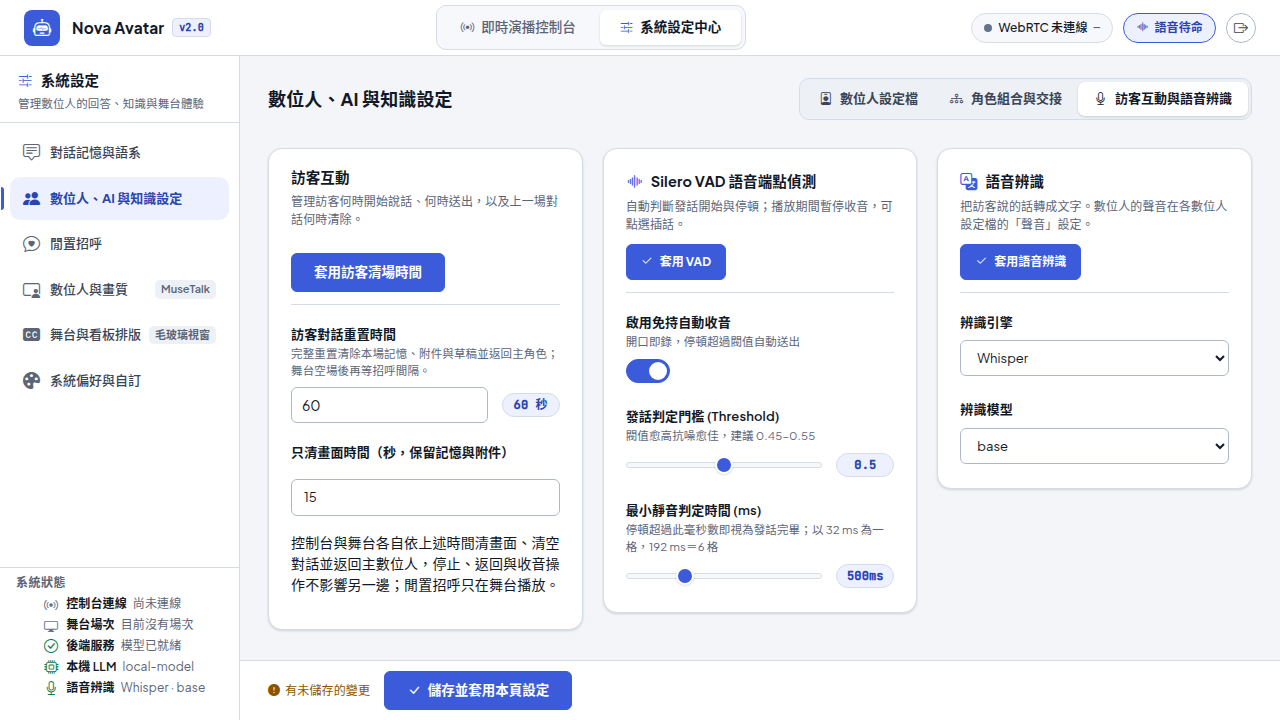 Nova Avatar v2.0
即時演播控制台
系統設定中心
WebRTC 未連線 –
語音待命
系統設定
管理數位人的回答、知識與舞台體驗
對話記憶與語系
數位人、AI 與知識設定
閒置招呼
數位人與畫質 MuseTalk
舞台與看板排版 毛玻璃視窗
系統偏好與自訂
系統狀態
控制台連線 尚未連線
舞台場次 目前沒有場次
後端服務 模型已就緒
本機 LLM local-model
語音辨識 Whisper · base
數位人、AI 與知識設定
數位人設定檔
角色組合與交接
訪客互動與語音辨識
訪客互動
管理訪客何時開始說話、何時送出，以及上一場對
話何時清除。
套用訪客清場時間
訪客對話重置時間
完整重置清除本場記憶、附件與草稿並返回主角色；
舞台空場後再等招呼間隔。
60
60 秒
只清畫面時間（秒，保留記憶與附件）
15
控制台與舞台各自依上述時間清畫面、清空
對話並返回主數位人，停止、返回與收音操
作不影響另一邊；閒置招呼只在舞台播放。
Silero VAD 語音端點偵測
自動判斷發話開始與停頓；播放期間暫停收音，可
點選插話。
套用 VAD
啟用免持自動收音
開口即錄，停頓超過閥值自動送出
發話判定門檻 (Threshold)
閥值愈高抗噪愈佳，建議 0.45–0.55
0.5
最小靜音判定時間 (ms)
停頓超過此毫秒數即視為發話完畢；以 32 ms 為一
格，192 ms＝6 格
500ms
語音辨識
把訪客說的話轉成文字。數位人的聲音在各數位人
設定檔的「聲音」設定。
套用語音辨識
辨識引擎
Whisper
辨識模型
base
有未儲存的變更
儲存並套用本頁設定